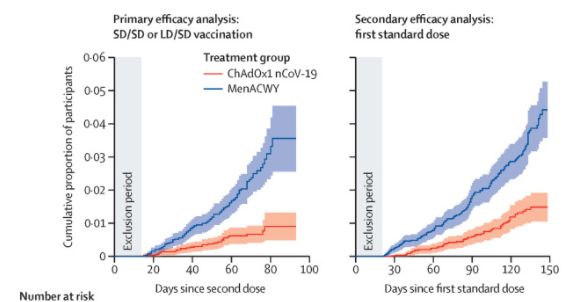 Primary efficacy analysis:
SD/SD or LD/SD vaccination
Secondary efficacy analysis:
first standard dose
Treatment group
ChAdOx1 nCoV-19
MenACWY
Cumulative proportion of participants
0·06
0·05
0·04
0·03
0·02
0·01
0
Exclusion period
Exclusion period
0 20 40 60 80 100
0 30 60 90 120 150
Days since second dose
Days since first standard dose
Number at risk